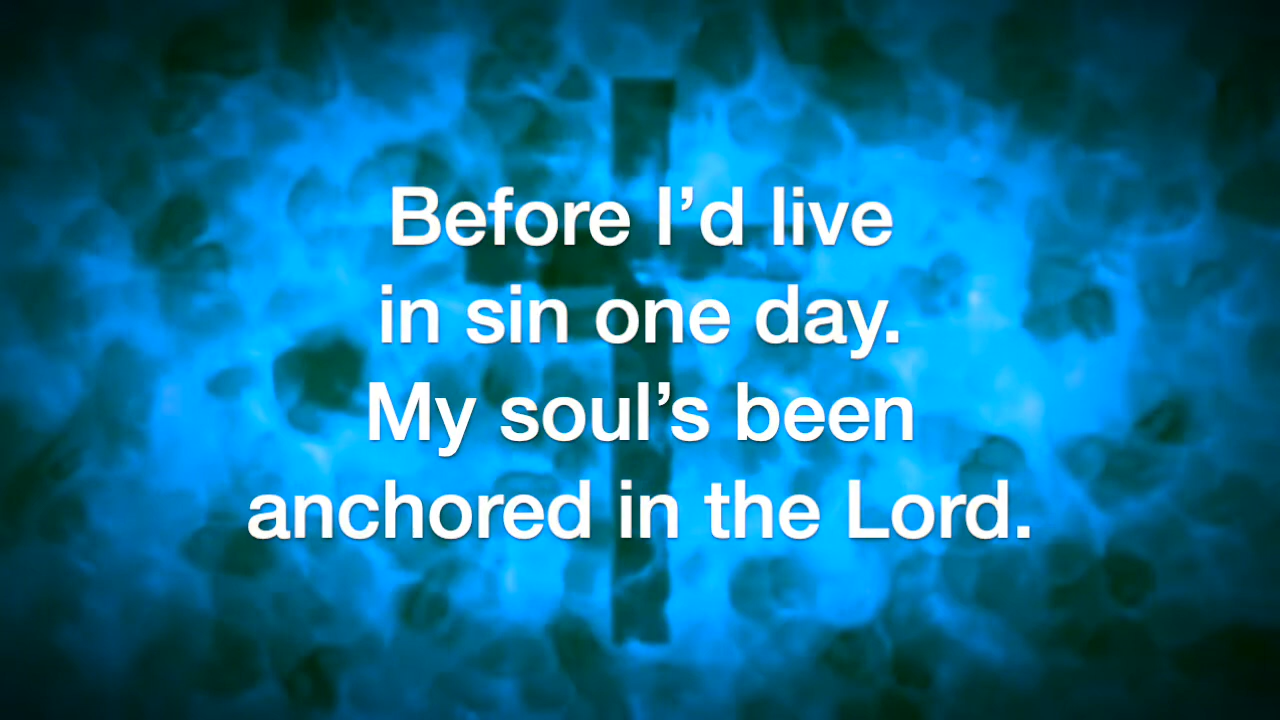 Before I’d live
in sin one day.
My soul’s been
anchored in the Lord.